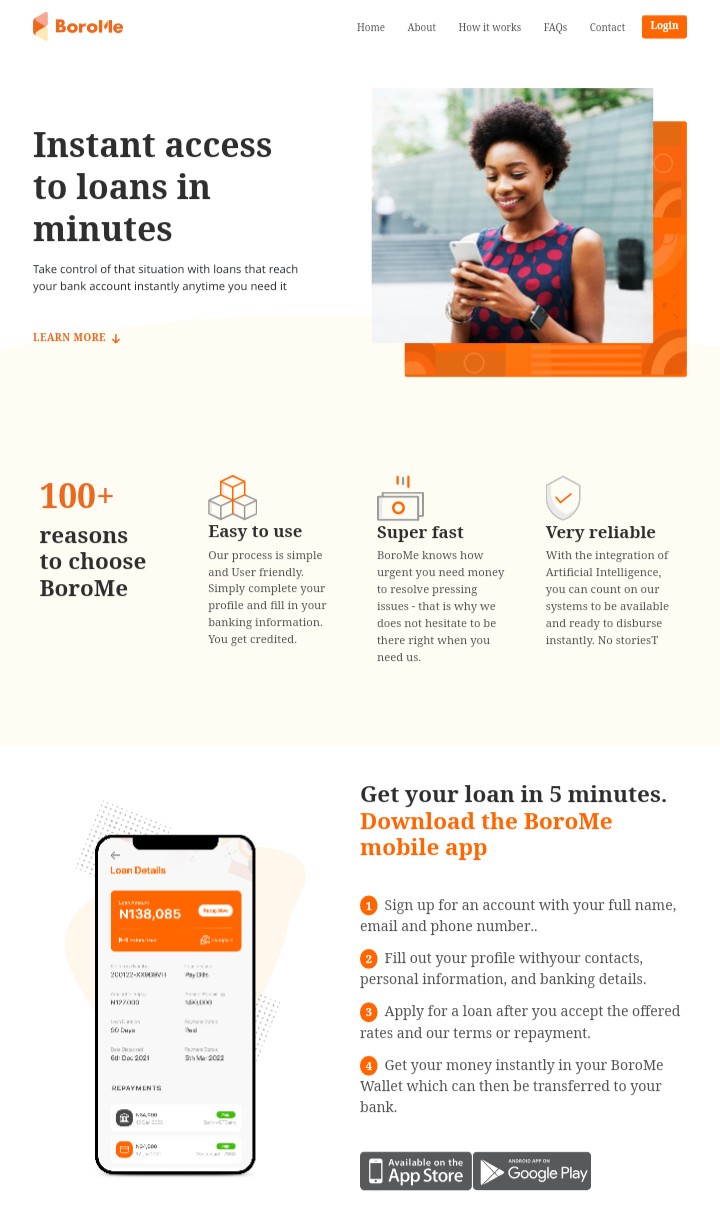 BoroMe
Home About How it works FAQs Contact Login
Instant access
to loans in
minutes
Take control of that situation with loans that reach
your bank account instantly anytime you need it
LEARN MORE
100+
reasons
to choose
BoroMe
Easy to use
Our process is simple
and User friendly.
Simply complete your
profile and fill in your
banking information.
You get credited.
Super fast
BoroMe knows how
urgent you need money
to resolve pressing
issues - that is why we
does not hesitate to be
there right when you
need us.
Very reliable
With the integration of
Artificial Intelligence,
you can count on our
systems to be available
and ready to disburse
instantly. No storiesT
Get your loan in 5 minutes.
Download the BoroMe
mobile app
1 Sign up for an account with your full name,
email and phone number..
2 Fill out your profile withyour contacts,
personal information, and banking details.
3 Apply for a loan after you accept the offered
rates and our terms or repayment.
4 Get your money instantly in your BoroMe
Wallet which can then be transferred to your
bank.
Available on the
App Store
ANDROID APP ON
Google Play
Loan Details
Loan Amount
N138,085
Pay Bills
N127,000
Loan Duration
Payment Status
90 Days
Paid
Date Disbursed
Payment Status
6th Dec 2021
5th Mar 2022
REPAYMENTS